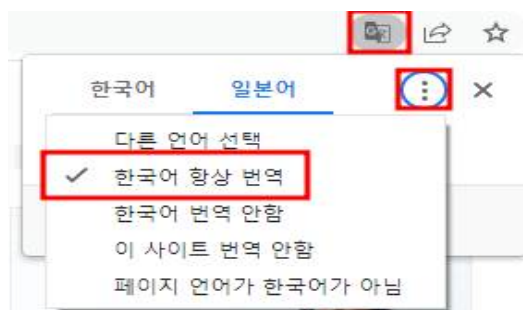 한국어 일본어
다른 언어 선택
한국어 항상 번역
한국어 번역 안함
이 사이트 번역 안함
페이지 언어가 한국어가 아님